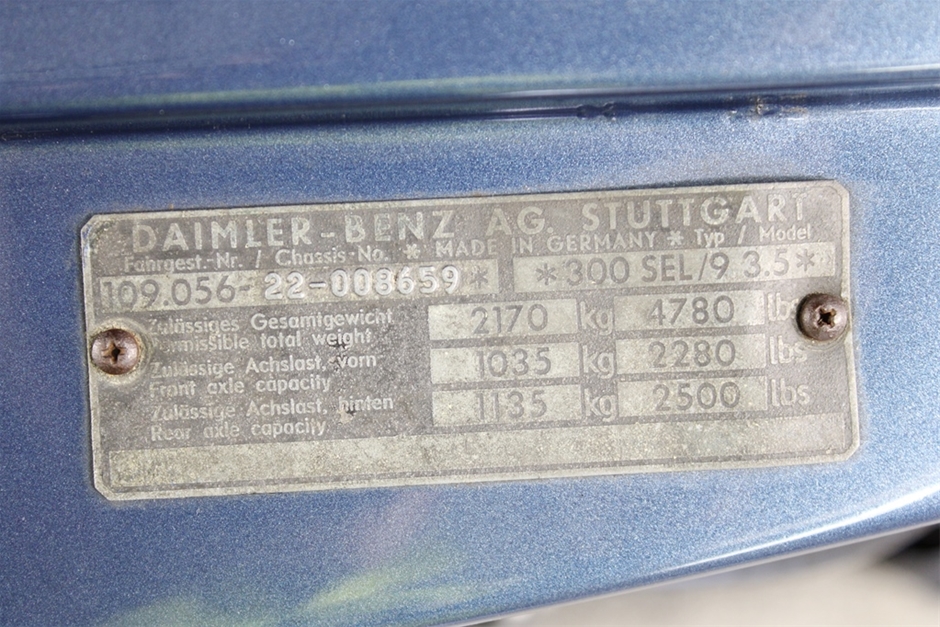 DAIMLER-BENZ AG. STUTTGART
Fahrgest.-Nr. / Chassis-No. * MADE IN GERMANY * Typ / Model
109.056-22-003659* *300 SEL/9 3.5*
Zulässiges Gesamtgewicht
Permissible total weight 2170 kg 4780 lbs
Zulässige Achslast, vorn
Front axle capacity 1035 kg 2280 lbs
Zulässige Achslast, hinten
Rear axle capacity 1135 kg 2500 lbs